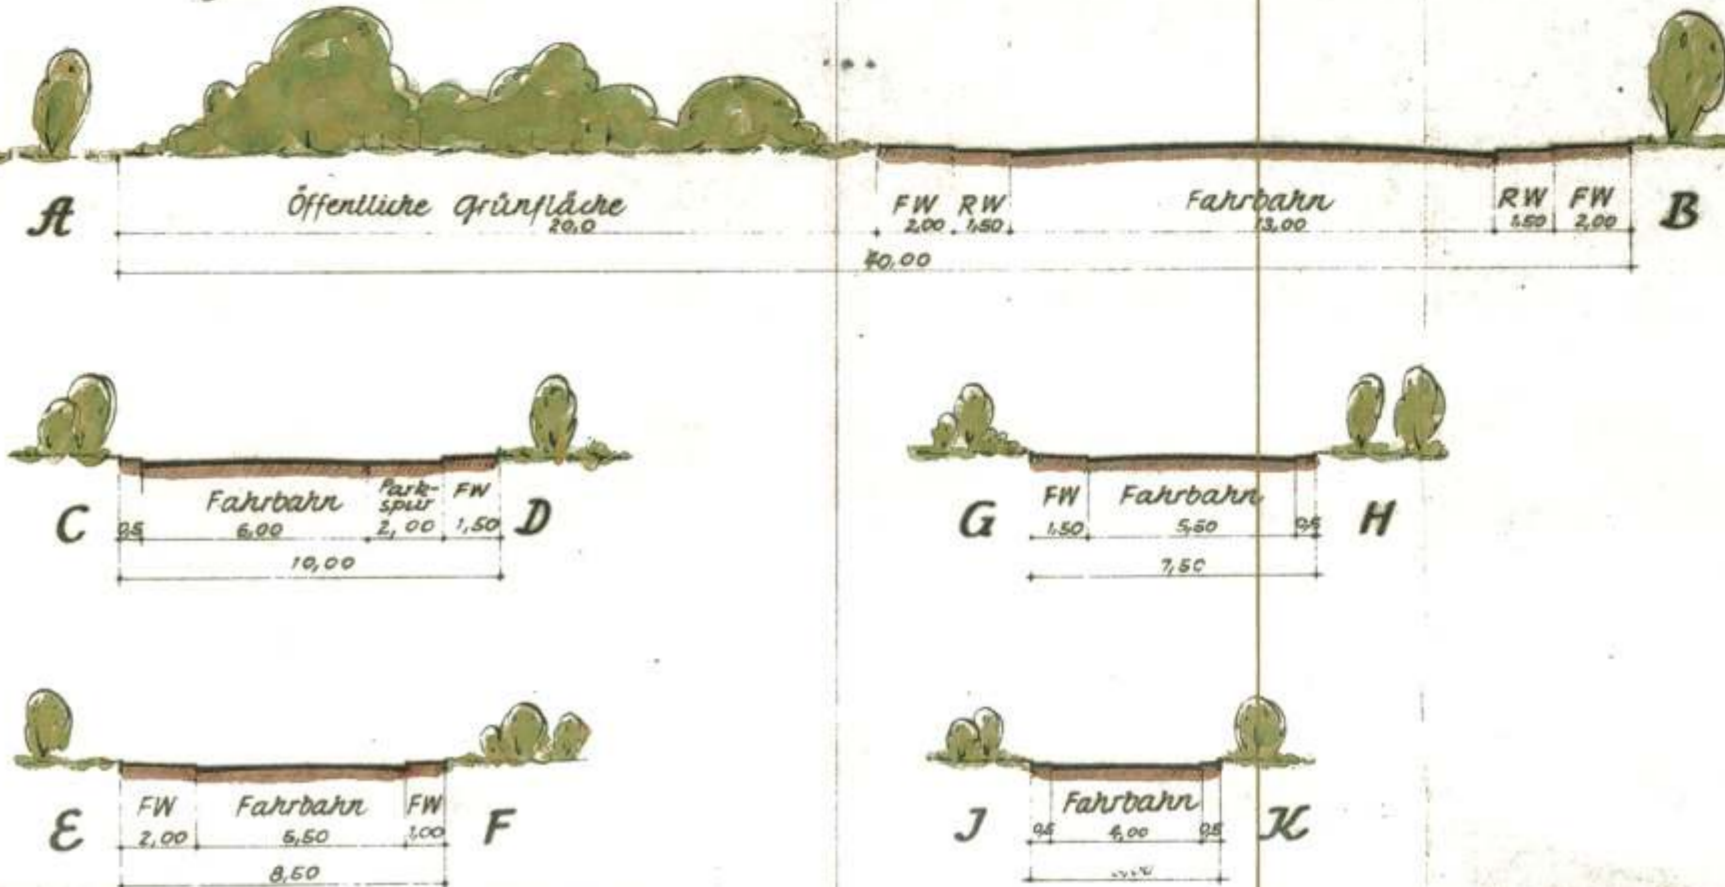 A
Öffentliche Grünfläche
20,0
FW
2,00
RW
1,50
Fahrbahn
13,00
RW
1,50
FW
2,00
B
40,00
C
0,5
Fahrbahn
6,00
Park-
spur
2,00
FW
1,50
D
10,00
G
FW
1,50
Fahrbahn
5,50
0,5
H
7,50
E
FW
2,00
Fahrbahn
5,50
FW
1,00
F
8,50
J
0,5
Fahrbahn
4,00
0,5
K